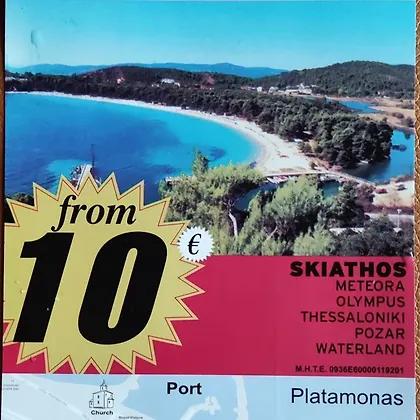 from
10
€
SKIATHOS
METEORA
OLYMPUS
THESSALONIKI
POZAR
WATERLAND
M.H.T.E. 0936E60000119201
Port
Platamonas
Church